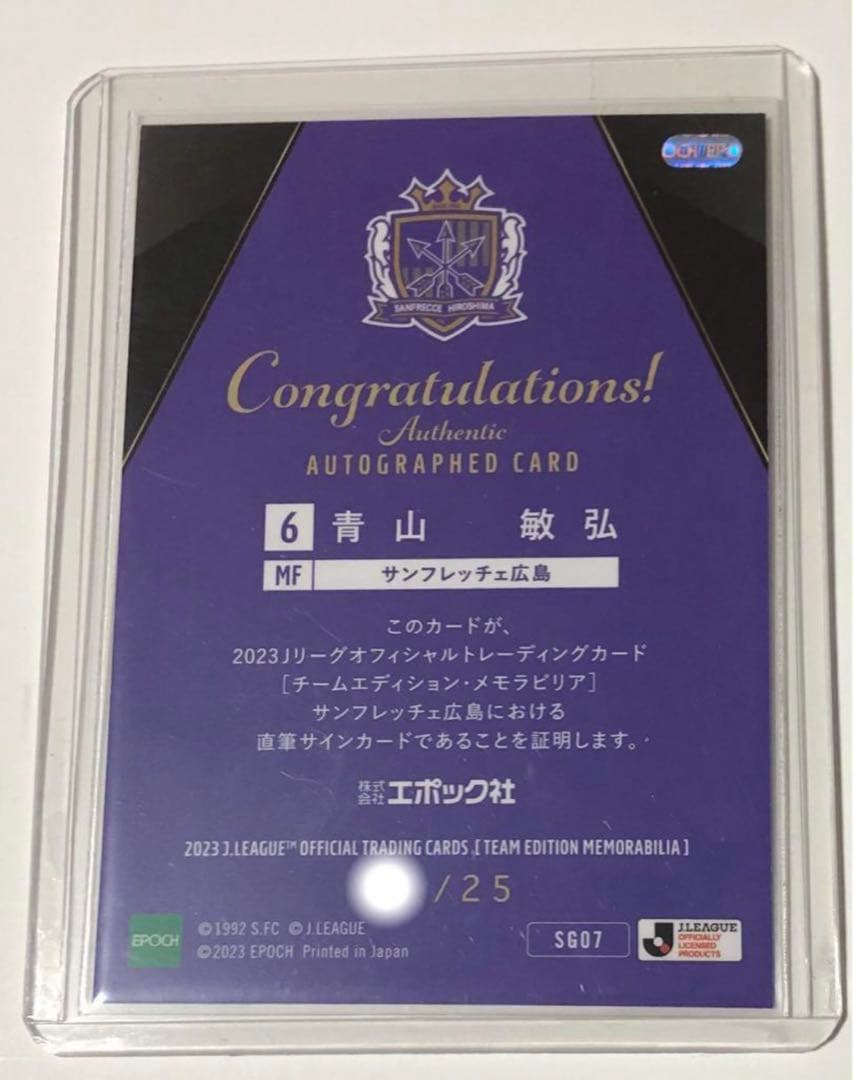 SANFRECCE HIROSHIMA
Congratulations!
Authentic
AUTOGRAPHED CARD
6 青山 敏弘
MF サンフレッチェ広島
このカードが、
2023Jリーグオフィシャルトレーディングカード
[チームエディション・メモラビリア]
サンフレッチェ広島における
直筆サインカードであることを証明します。
株式会社エポック社
2023 J.LEAGUE™ OFFICIAL TRADING CARDS [TEAM EDITION MEMORABILIA]
/25
EPOCH
©1992 S.FC ©J.LEAGUE
©2023 EPOCH Printed in Japan
SG07
J.LEAGUE
OFFICIALLY
LICENSED
PRODUCTS